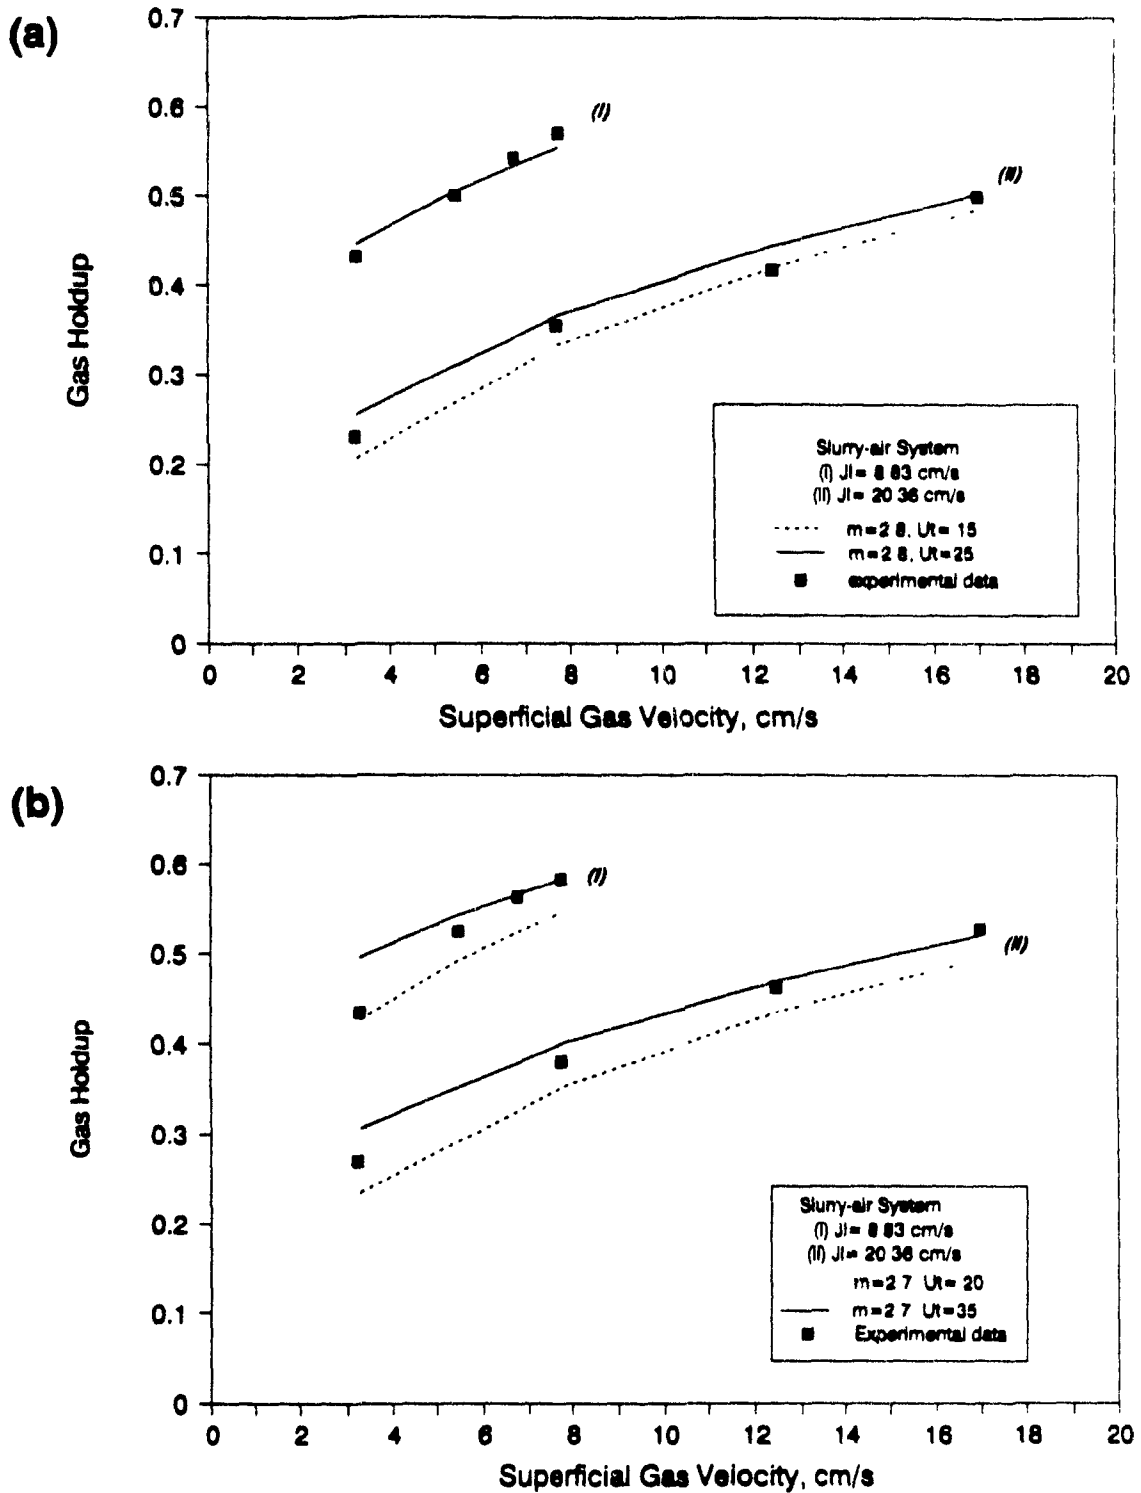 (a)
0.7
0.6
0.5
0.4
0.3
0.2
0.1
0
Gas Holdup
(I)
(II)
Slurry-air System
(I) Jl= 8 83 cm/s
(II) Jl= 20 36 cm/s
m=2 8, Ut= 15
m=2 8, Ut=25
experimental data
0 2 4 6 8 10 12 14 16 18 20
Superficial Gas Velocity, cm/s
(b)
0.7
0.6
0.5
0.4
0.3
0.2
0.1
0
Gas Holdup
(I)
(II)
Slurry-air System
(I) Jl= 8 83 cm/s
(II) Jl= 20 36 cm/s
m=2 7 Ut= 20
m=2 7 Ut=35
Experimental data
0 2 4 6 8 10 12 14 16 18 20
Superficial Gas Velocity, cm/s